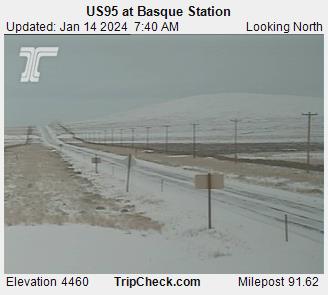 US95 at Basque Station
Updated: Jan 14 2024 7:40 AM Looking North
Elevation 4460 TripCheck.com Milepost 91.62